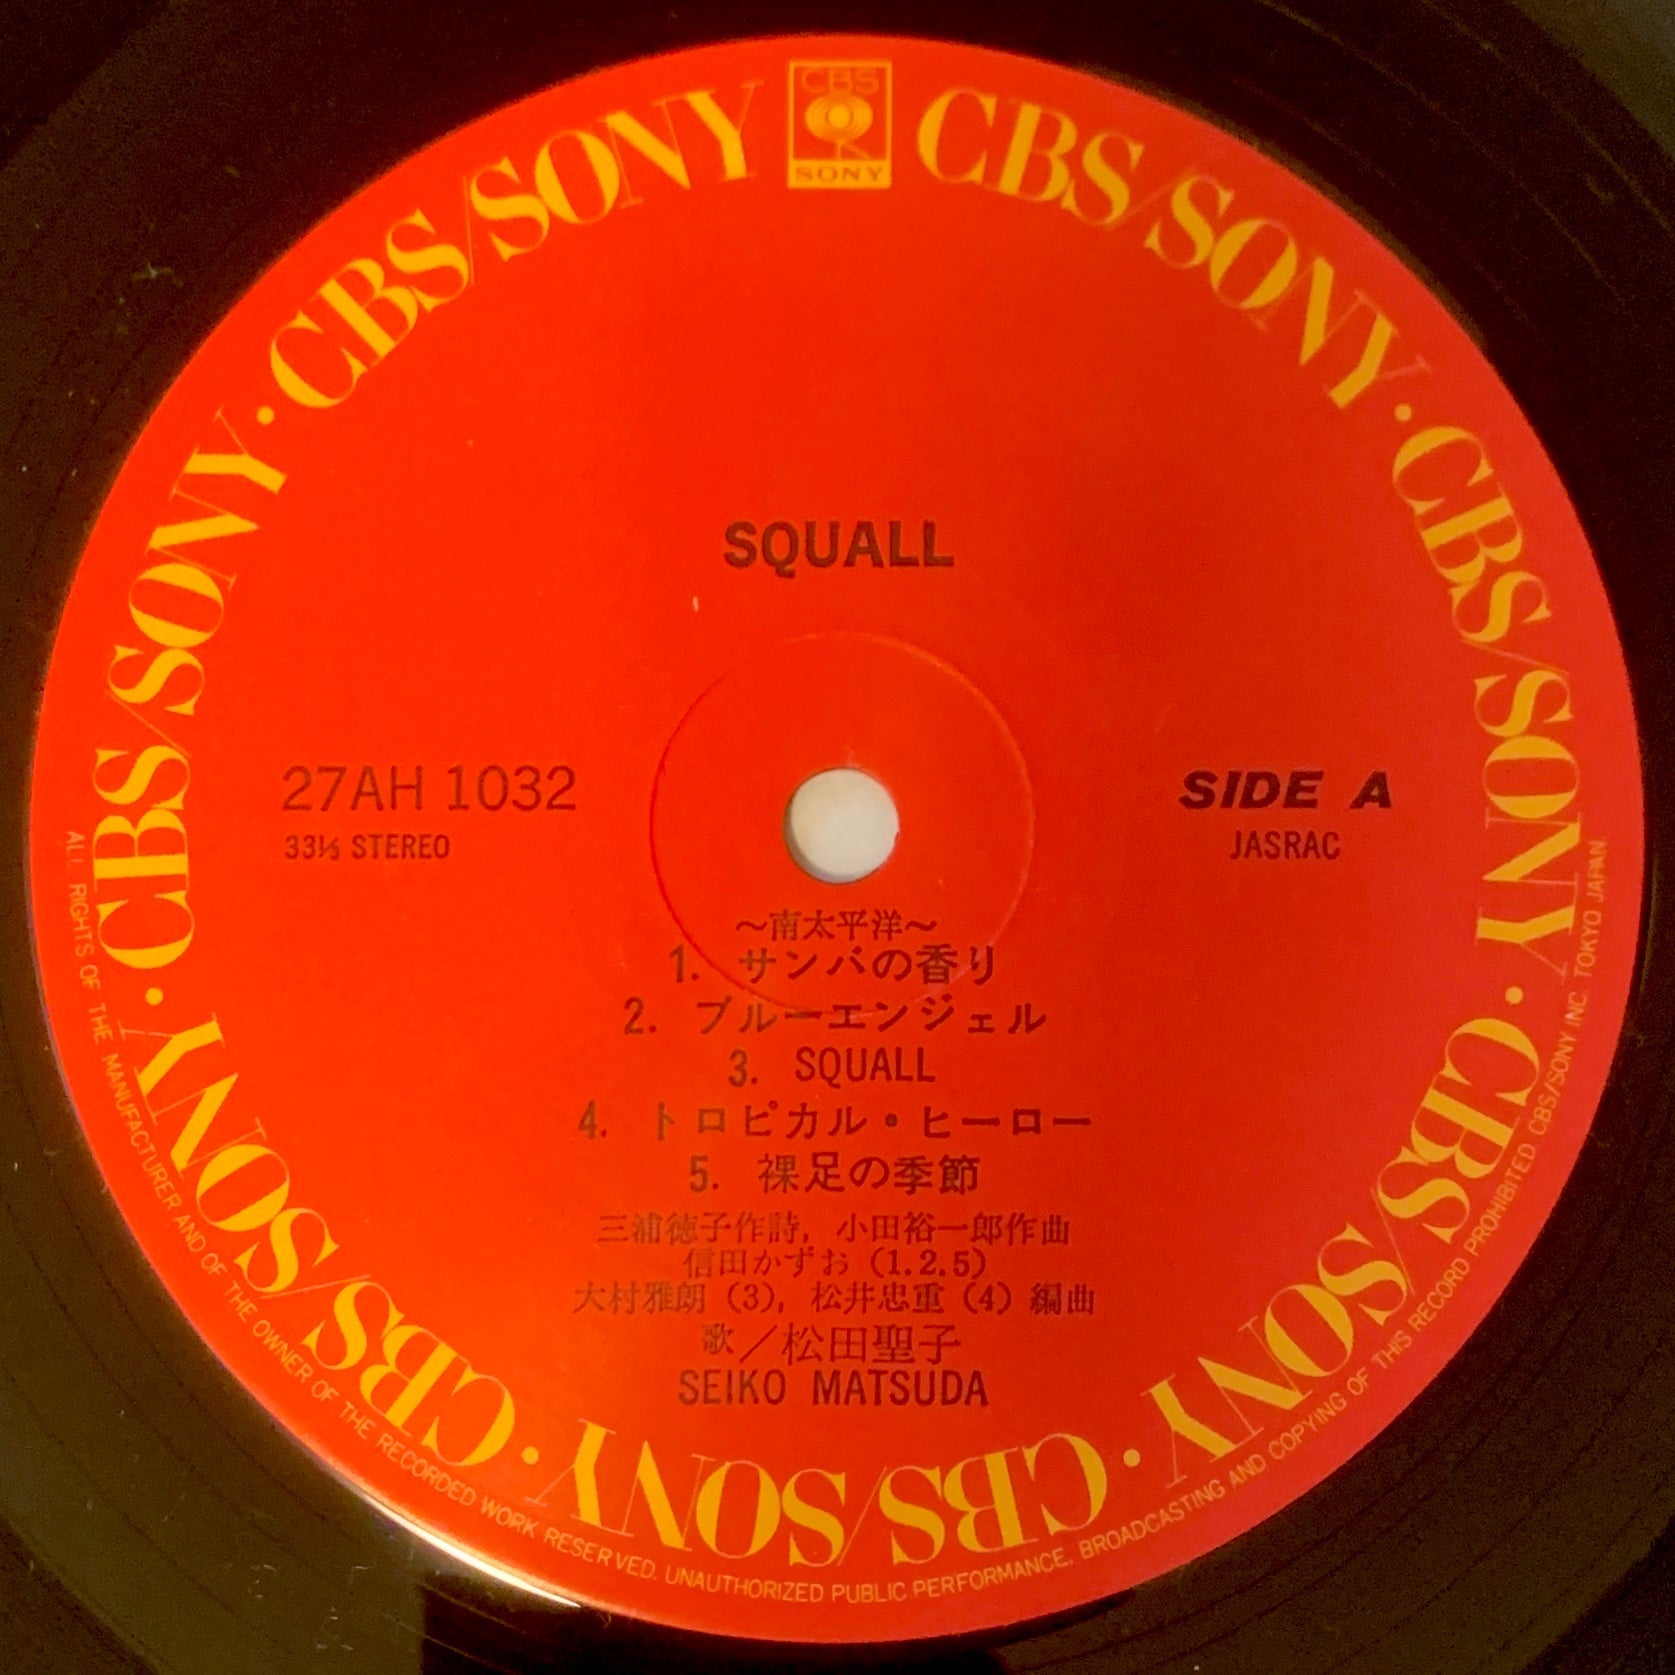 CBS
SONY
CBS/SONY · CBS/SONY · CBS/SONY · CBS/SONY · CBS/SONY · CBS/SONY · CBS/SONY
SQUALL
27AH 1032
33⅓ STEREO
SIDE A
JASRAC
～南太平洋～
1. サンバの香り
2. ブルーエンジェル
3. SQUALL
4. トロピカル・ヒーロー
5. 裸足の季節
三浦徳子作詩, 小田裕一郎作曲
信田かずお (1.2.5)
大村雅朗 (3), 松井忠重 (4) 編曲
歌／松田聖子
SEIKO MATSUDA
ALL RIGHTS OF THE MANUFACTURER AND OF THE OWNER OF THE RECORDED WORK RESERVED. UNAUTHORIZED PUBLIC PERFORMANCE, BROADCASTING AND COPYING OF THIS RECORD PROHIBITED. CBS/SONY INC. TOKYO JAPAN